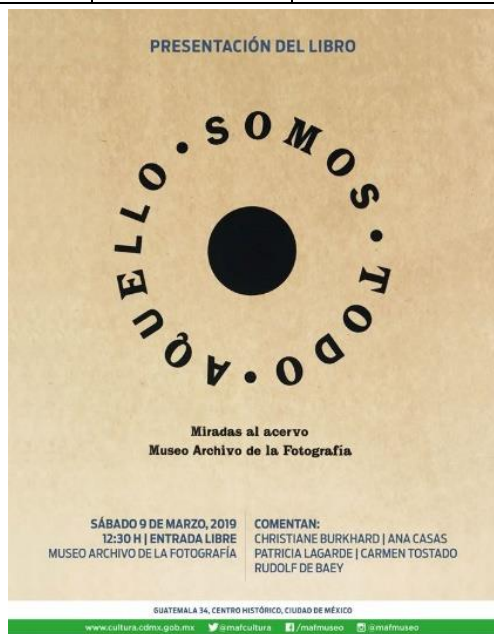 PRESENTACIÓN DEL LIBRO
SOMOS • TODO • AQUELLO •
Miradas al acervo
Museo Archivo de la Fotografía
SÁBADO 9 DE MARZO, 2019
12:30 H | ENTRADA LIBRE
MUSEO ARCHIVO DE LA FOTOGRAFÍA
COMENTAN:
CHRISTIANE BURKHARD | ANA CASAS
PATRICIA LAGARDE | CARMEN TOSTADO
RUDOLF DE BAEY
GUATEMALA 34, CENTRO HISTÓRICO, CIUDAD DE MÉXICO
www.cultura.cdmx.gob.mx @mafcultura /mafmuseo @mafmuseo